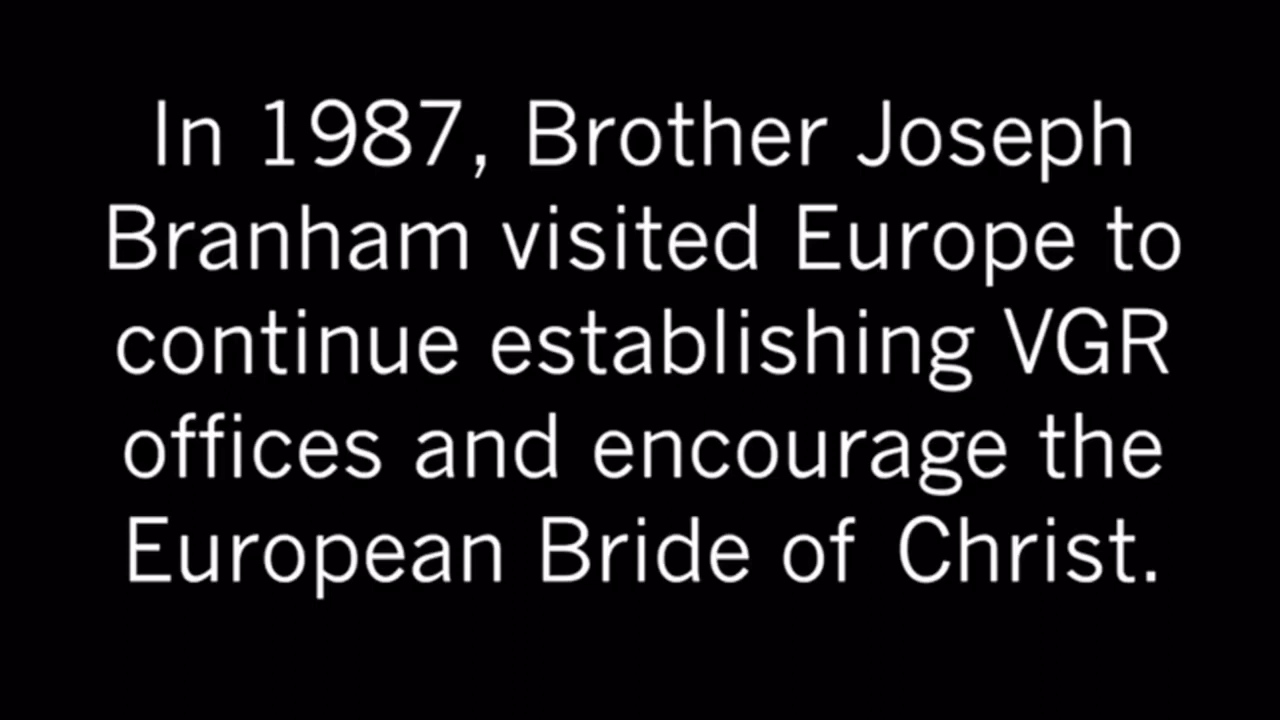 In 1987, Brother Joseph
Branham visited Europe to
continue establishing VGR
offices and encourage the
European Bride of Christ.